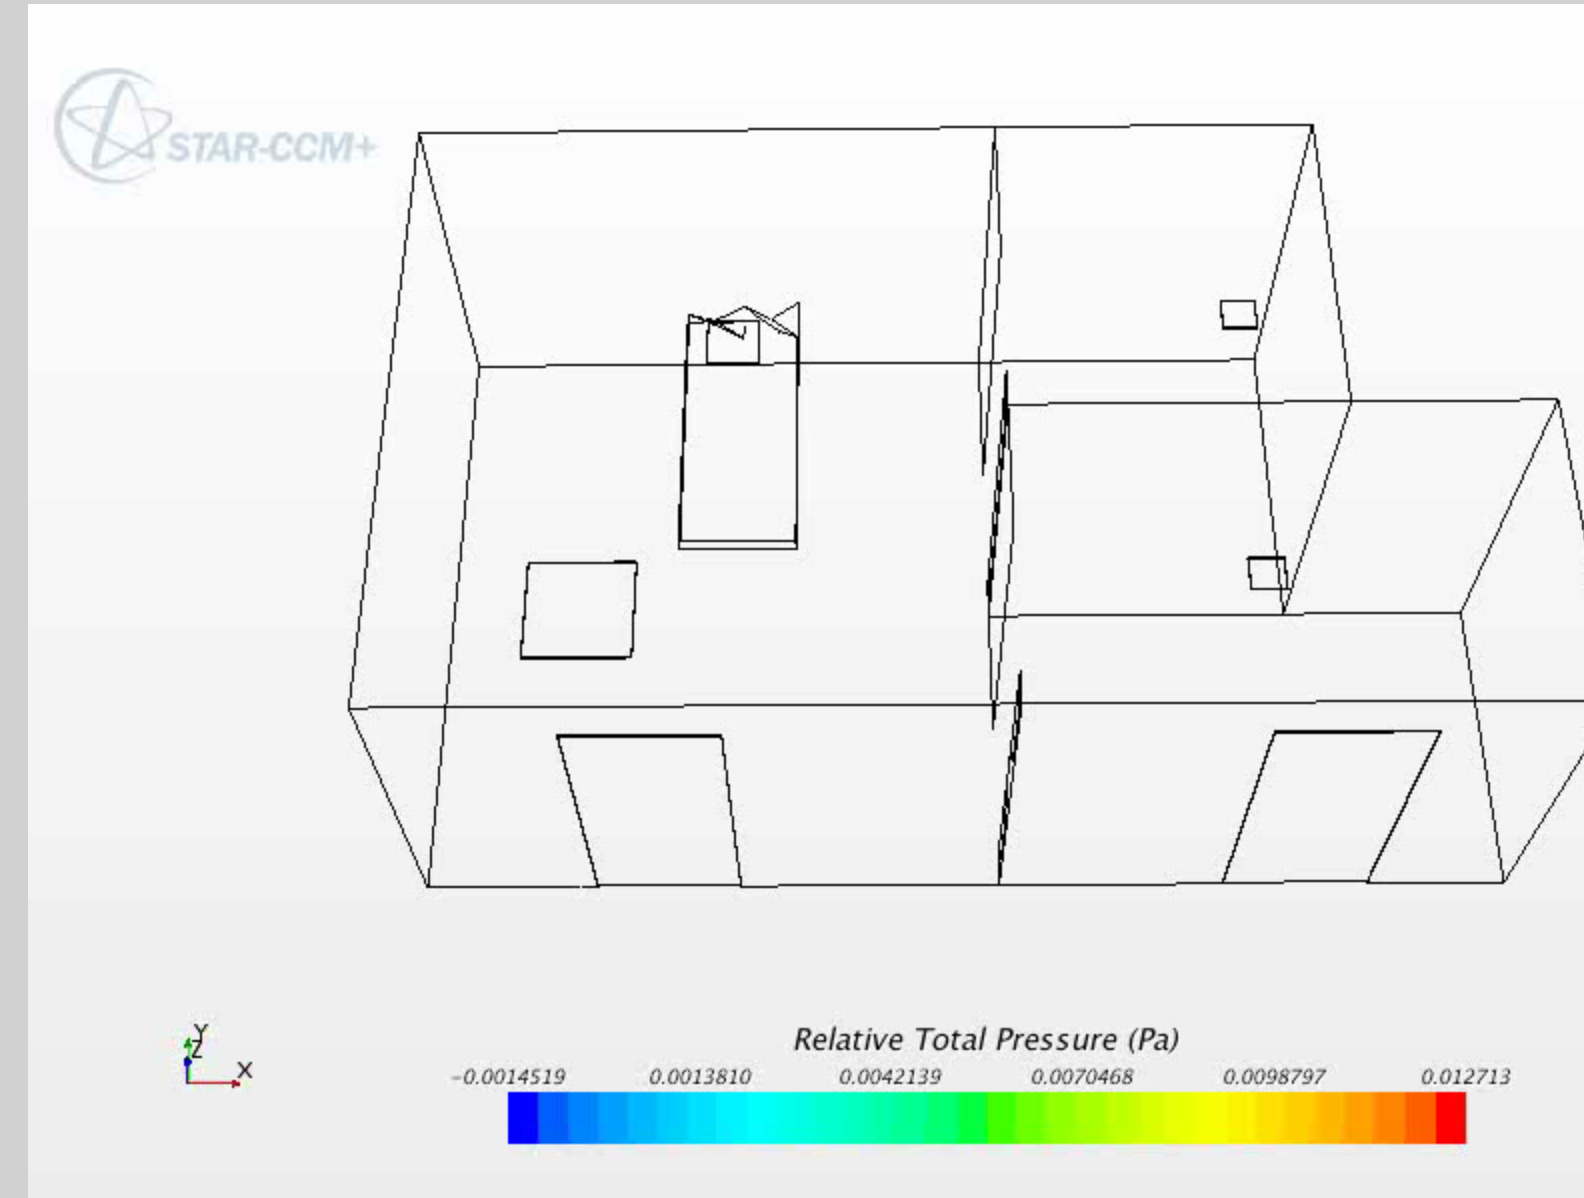 STAR-CCM+
Y
Z
X
Relative Total Pressure (Pa)
-0.0014519 0.0013810 0.0042139 0.0070468 0.0098797 0.012713